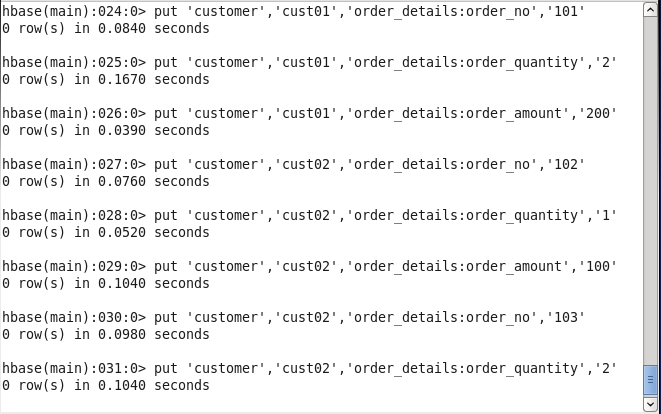 hbase(main):024:0> put 'customer','cust01','order_details:order_no','101'
0 row(s) in 0.0840 seconds
hbase(main):025:0> put 'customer','cust01','order_details:order_quantity','2'
0 row(s) in 0.1670 seconds
hbase(main):026:0> put 'customer','cust01','order_details:order_amount','200'
0 row(s) in 0.0390 seconds
hbase(main):027:0> put 'customer','cust02','order_details:order_no','102'
0 row(s) in 0.0760 seconds
hbase(main):028:0> put 'customer','cust02','order_details:order_quantity','1'
0 row(s) in 0.0520 seconds
hbase(main):029:0> put 'customer','cust02','order_details:order_amount','100'
0 row(s) in 0.1040 seconds
hbase(main):030:0> put 'customer','cust02','order_details:order_no','103'
0 row(s) in 0.0980 seconds
hbase(main):031:0> put 'customer','cust02','order_details:order_quantity','2'
0 row(s) in 0.1040 seconds